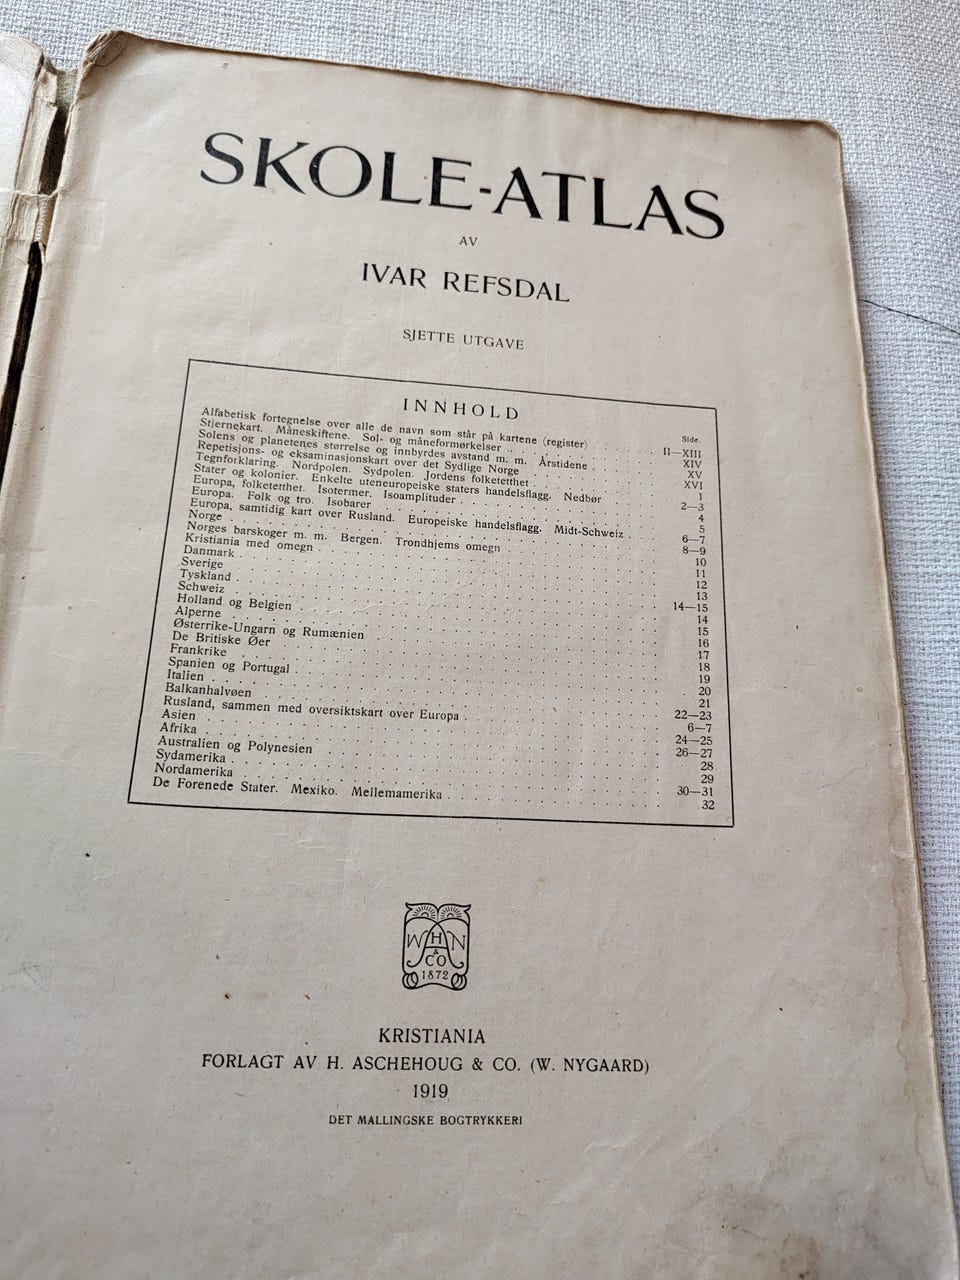 SKOLE-ATLAS
AV
IVAR REFSDAL
SJETTE UTGAVE
INNHOLD
Side.
Alfabetisk fortegnelse over alle de navn som står på kartene (register) II—XIII
Stjernekart. Måneskiftene. Sol- og måneformørkelser XIV
Solens og planetenes størrelse og innbyrdes avstand m. m. Årstidene XV
Repetisjons- og eksaminasjonskart over det Sydlige Norge XVI
Tegnforklaring. Nordpolen. Sydpolen. Jordens folketetthet 1
Stater og kolonier. Enkelte uteneuropeiske staters handelsflagg. Nedbør 2—3
Europa, folketetthet. Isotermer. Isoamplituder 4
Europa. Folk og tro. Isobarer 5
Europa, samtidig kart over Rusland. Europeiske handelsflagg. Midt-Schweiz 6—7
Norge 8—9
Norges barskoger m. m. Bergen. Trondhjems omegn 10
Kristiania med omegn 11
Danmark 12
Sverige 13
Tyskland 14—15
Schweiz 14
Holland og Belgien 15
Alperne 16
Østerrike-Ungarn og Rumænien 17
De Britiske Øer 18
Frankrike 19
Spanien og Portugal 20
Italien 21
Balkanhalvøen 22—23
Rusland, sammen med oversiktskart over Europa 6—7
Asien 24—25
Afrika 26—27
Australien og Polynesien 28
Sydamerika 29
Nordamerika 30—31
De Forenede Stater. Mexiko. Mellemamerika 32
WHN
&
CO
1872
KRISTIANIA
FORLAGT AV H. ASCHEHOUG & CO. (W. NYGAARD)
1919
DET MALLINGSKE BOGTRYKKERI